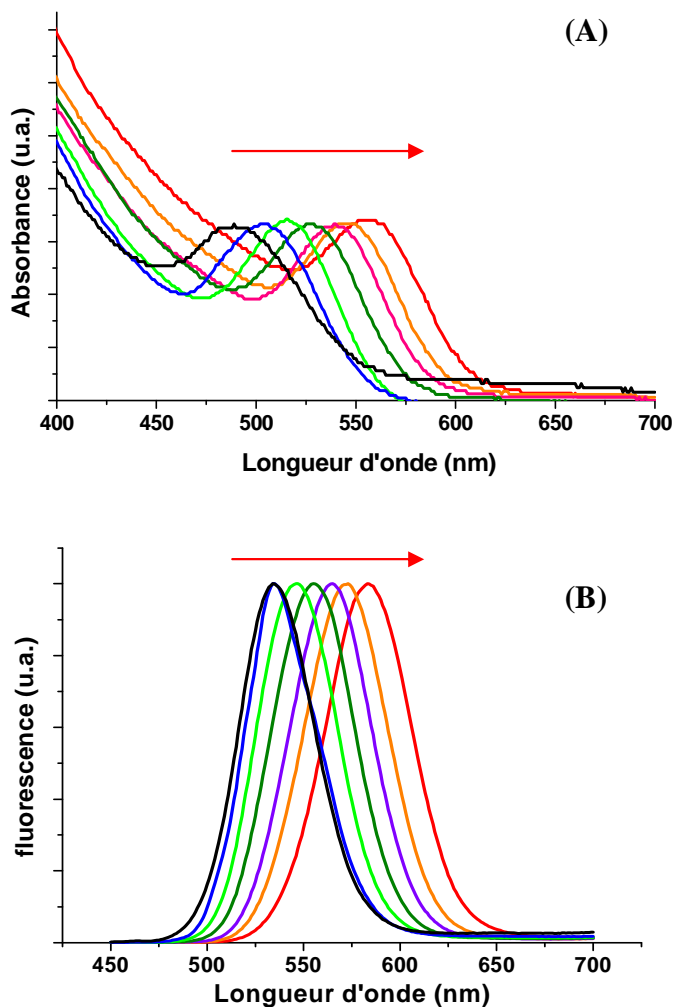 (A)
Absorbance (u.a.)
400 450 500 550 600 650 700
Longueur d'onde (nm)
(B)
fluorescence (u.a.)
450 500 550 600 650 700
Longueur d'onde (nm)